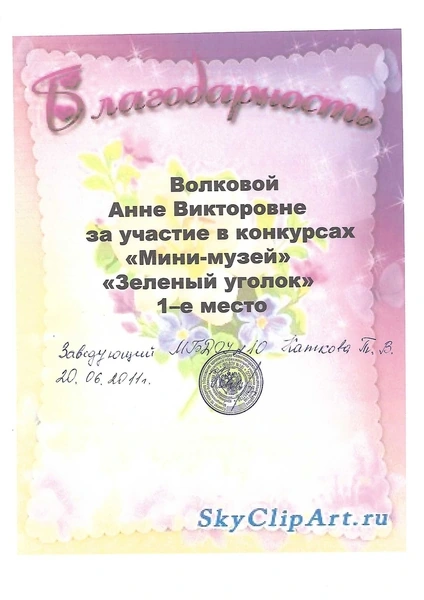 Благодарность
Волковой
Анне Викторовне
за участие в конкурсах
«Мини-музей»
«Зеленый уголок»
1–е место
Заведующий МБДОУ №10 Каткова Т. В.
20. 06. 2011г.
SkyClipArt.ru